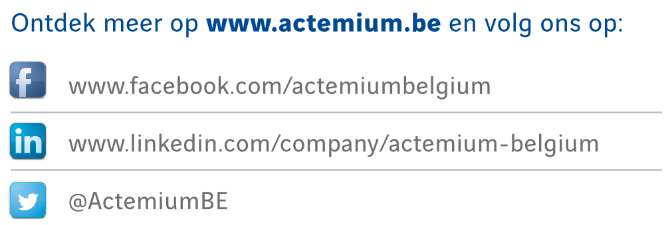 Ontdek meer op www.actemium.be en volg ons op:
www.facebook.com/actemiumbelgium
www.linkedin.com/company/actemium-belgium
@ActemiumBE